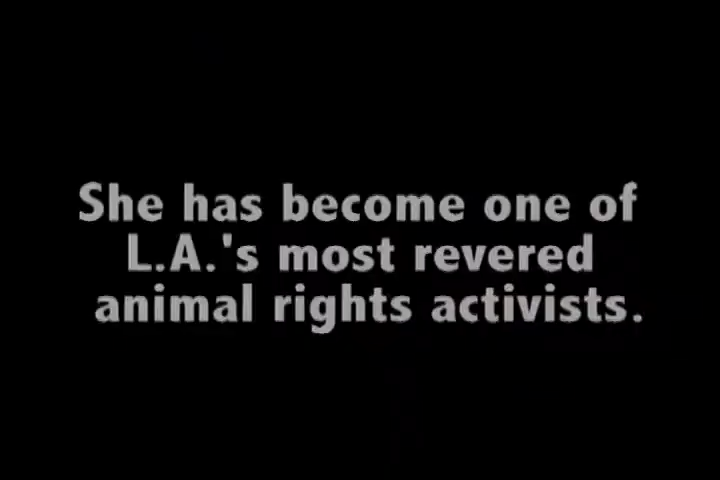 She has become one of
L.A.'s most revered
animal rights activists.